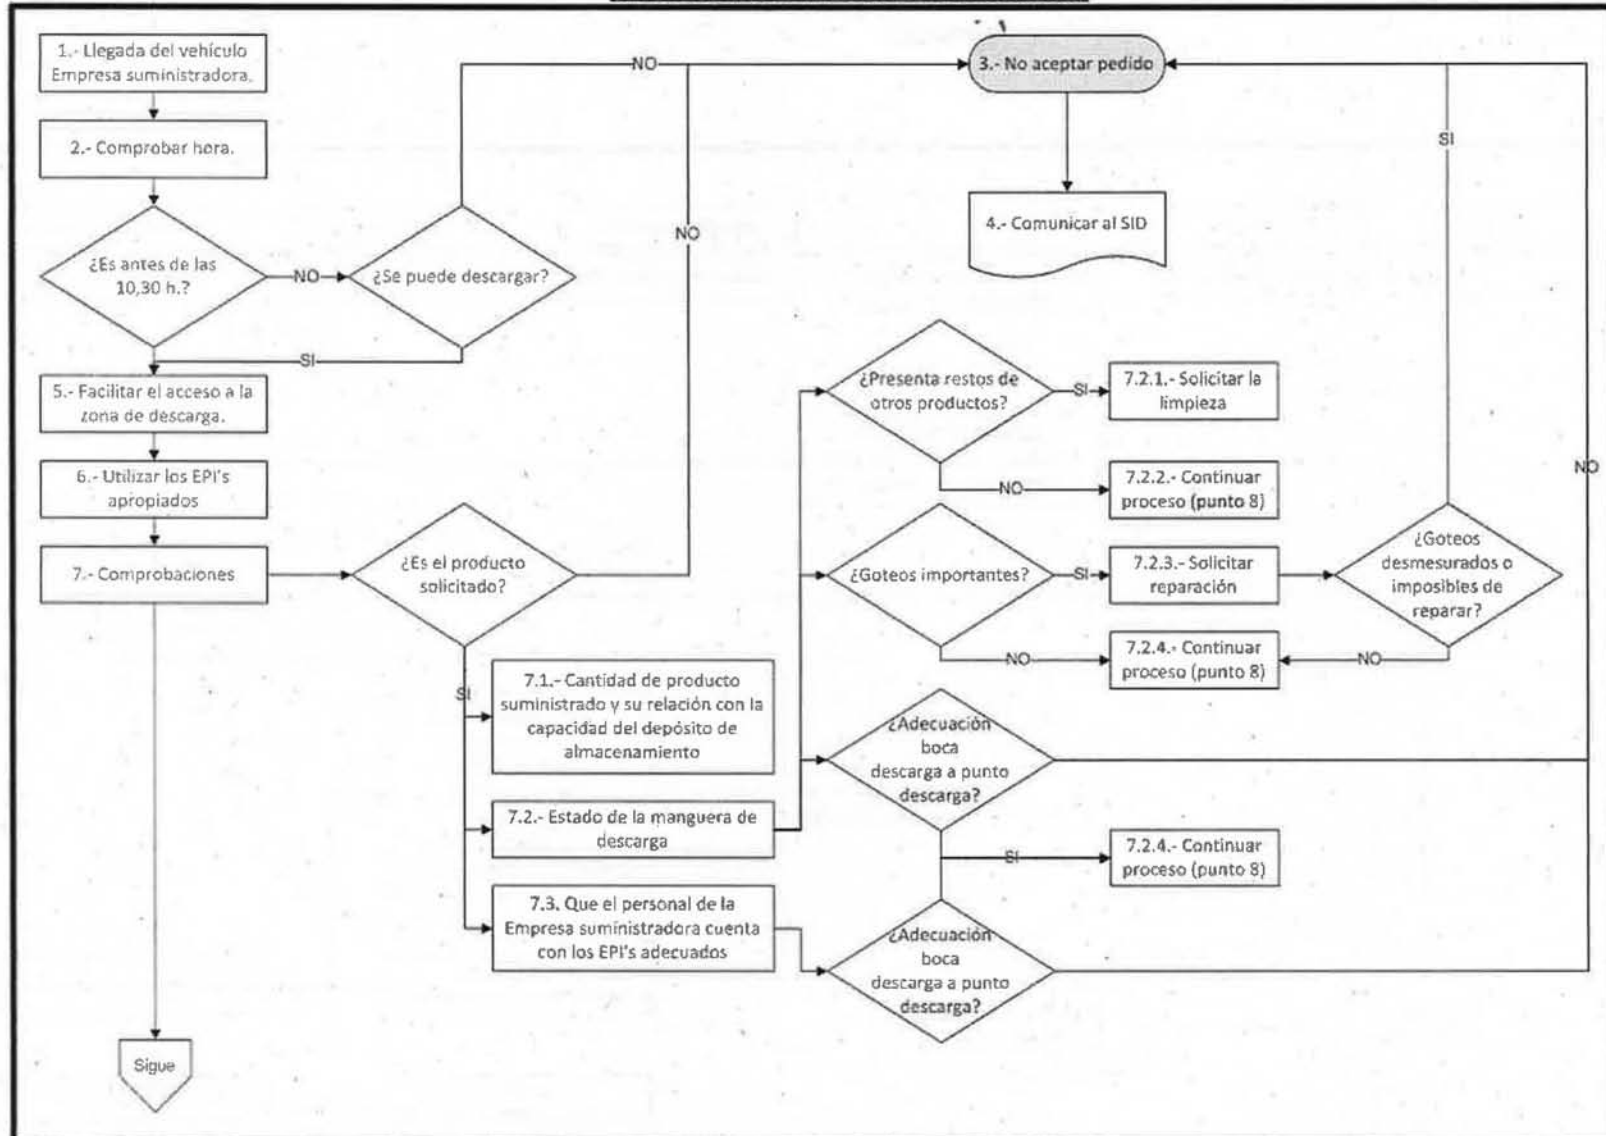 1.- Llegada del vehículo
Empresa suministradora.
2.- Comprobar hora.
¿Es antes de las
10,30 h.?
NO
¿Se puede descargar?
NO
SI
3.- No aceptar pedido
4.- Comunicar al SID
5.- Facilitar el acceso a la
zona de descarga.
6.- Utilizar los EPI's
apropiados
7.- Comprobaciones
¿Es el producto
solicitado?
NO
SI
7.1.- Cantidad de producto
suministrado y su relación con la
capacidad del depósito de
almacenamiento
7.2.- Estado de la manguera de
descarga
7.3. Que el personal de la
Empresa suministradora cuenta
con los EPI's adecuados
¿Presenta restos de
otros productos?
SI
7.2.1.- Solicitar la
limpieza
NO
7.2.2.- Continuar
proceso (punto 8)
¿Goteos importantes?
SI
7.2.3.- Solicitar
reparación
¿Goteos
desmesurados o
imposibles de
reparar?
SI
NO
NO
7.2.4.- Continuar
proceso (punto 8)
¿Adecuación
boca
descarga a punto
descarga?
NO
SI
7.2.4.- Continuar
proceso (punto 8)
¿Adecuación
boca
descarga a punto
descarga?
Sigue